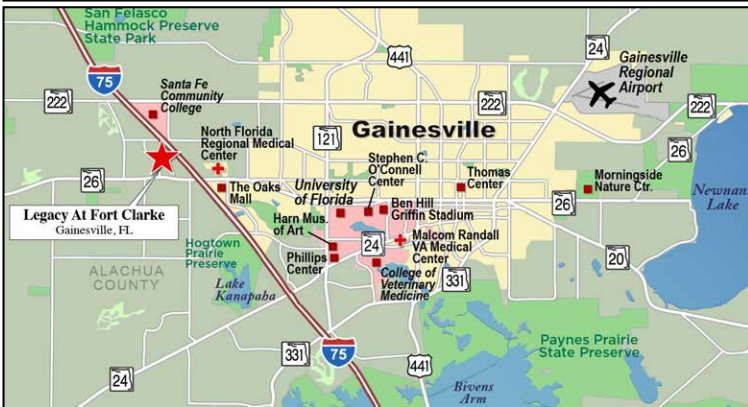 San Felasco
Hammock Preserve
State Park
441
24
Gainesville
Regional
Airport
75
Santa Fe
Community
College
222
222
222
North Florida
Regional Medical
Center
121
Gainesville
Stephen C.
O'Connell
Center
Thomas
Center
26
Morningside
Nature Ctr.
26
The Oaks
Mall
University
of Florida
Ben Hill
Griffin Stadium
Newnans
Lake
Legacy At Fort Clarke
Gainesville, FL
Harn Mus.
of Art
26
24
Malcom Randall
VA Medical
Center
Hogtown
Prairie
Preserve
Phillips
Center
20
ALACHUA
COUNTY
Lake
Kanapaha
College of
Veterinary
Medicine
331
Paynes Prairie
State Preserve
331
75
441
24
Bivens
Arm